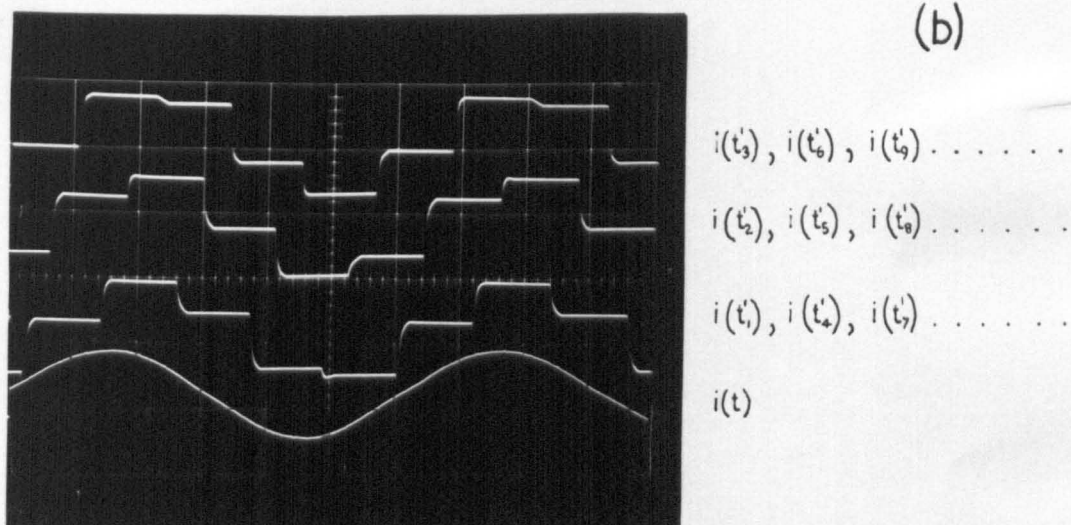 (b)
i(t'₃), i(t'₆), i(t'₉) . . . . . . .
i(t'₂), i(t'₅), i(t'₈) . . . . . . .
i(t'₁), i(t'₄), i(t'₇) . . . . . . .
i(t)